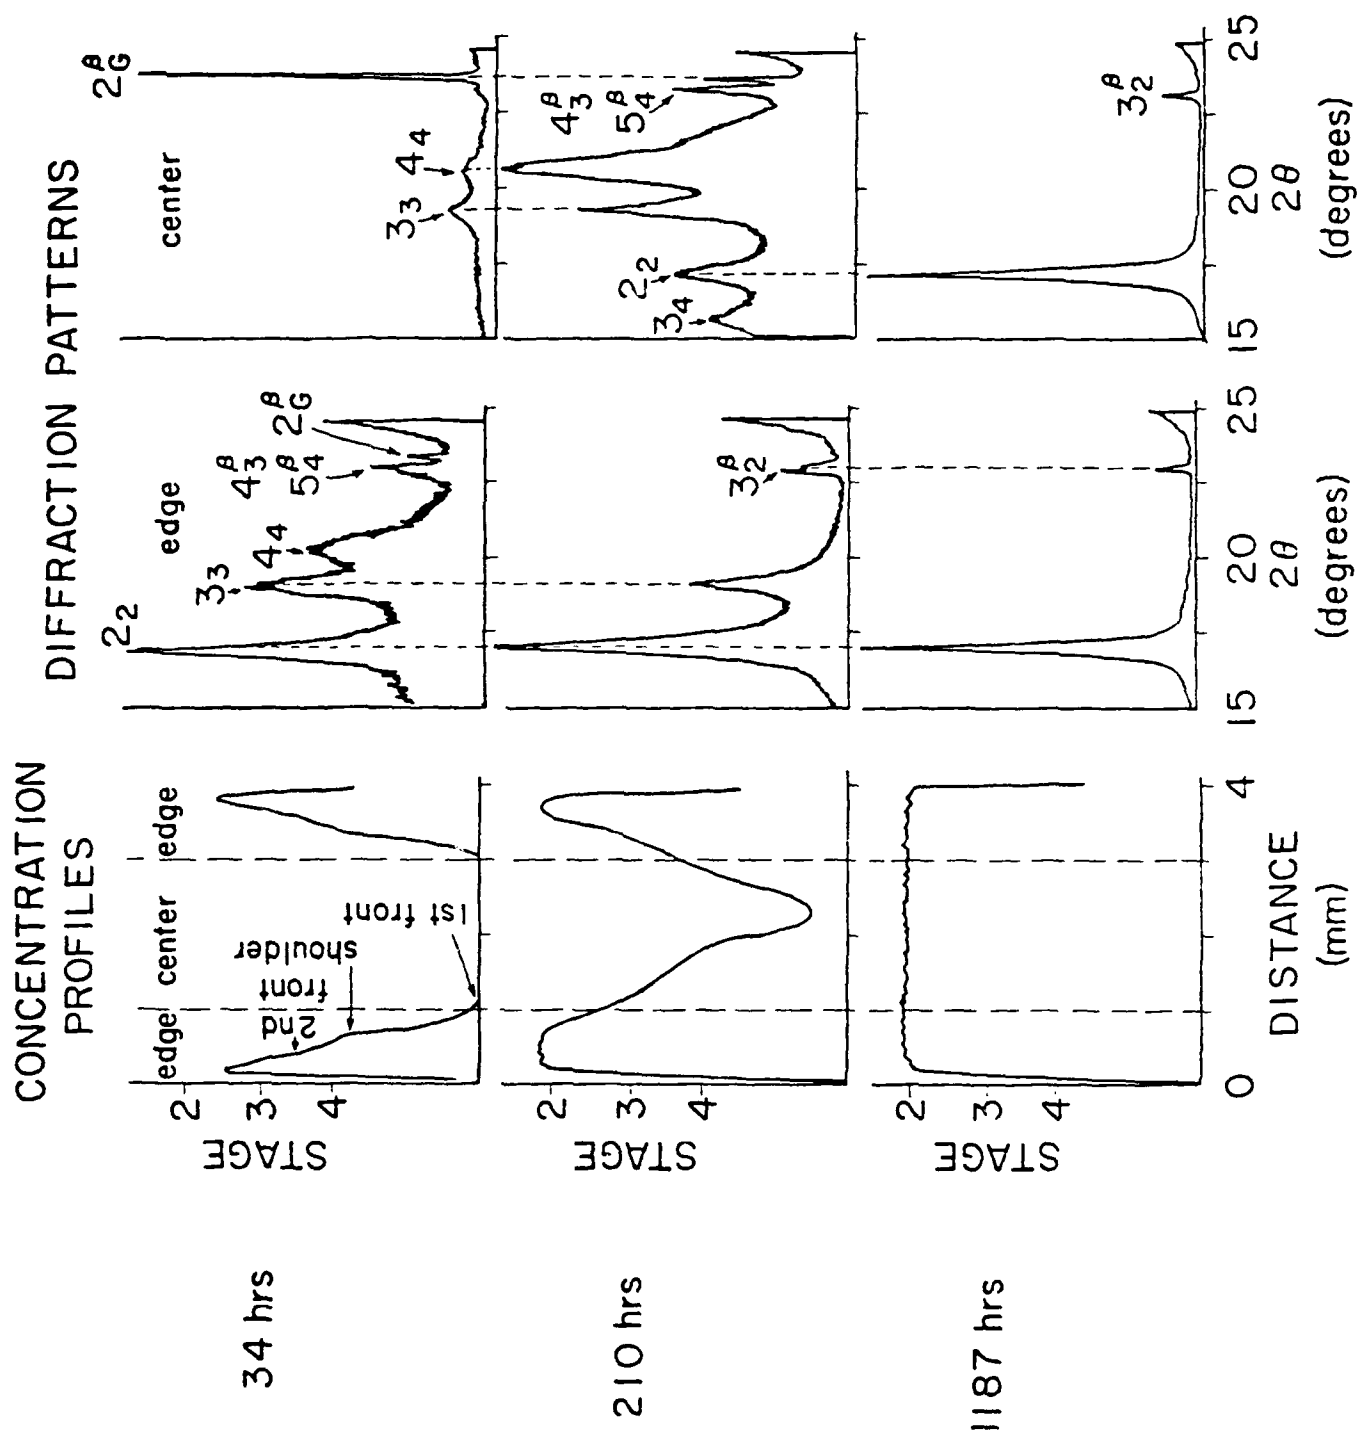 CONCENTRATION
PROFILES
DIFFRACTION PATTERNS
34 hrs
STAGE
2
3
4
edge
center
edge
2nd
front
shoulder
1st front
edge
2₂
3₃
4₄
4₃^β
5₄^β
2_G^β
center
3₃
4₄
2_G^β
210 hrs
STAGE
2
3
4
3₂^β
3₄
2₂
4₃^β
5₄^β
1187 hrs
STAGE
2
3
4
3₂^β
0
4
DISTANCE
(mm)
15
20
25
2θ
(degrees)
15
20
25
2θ
(degrees)